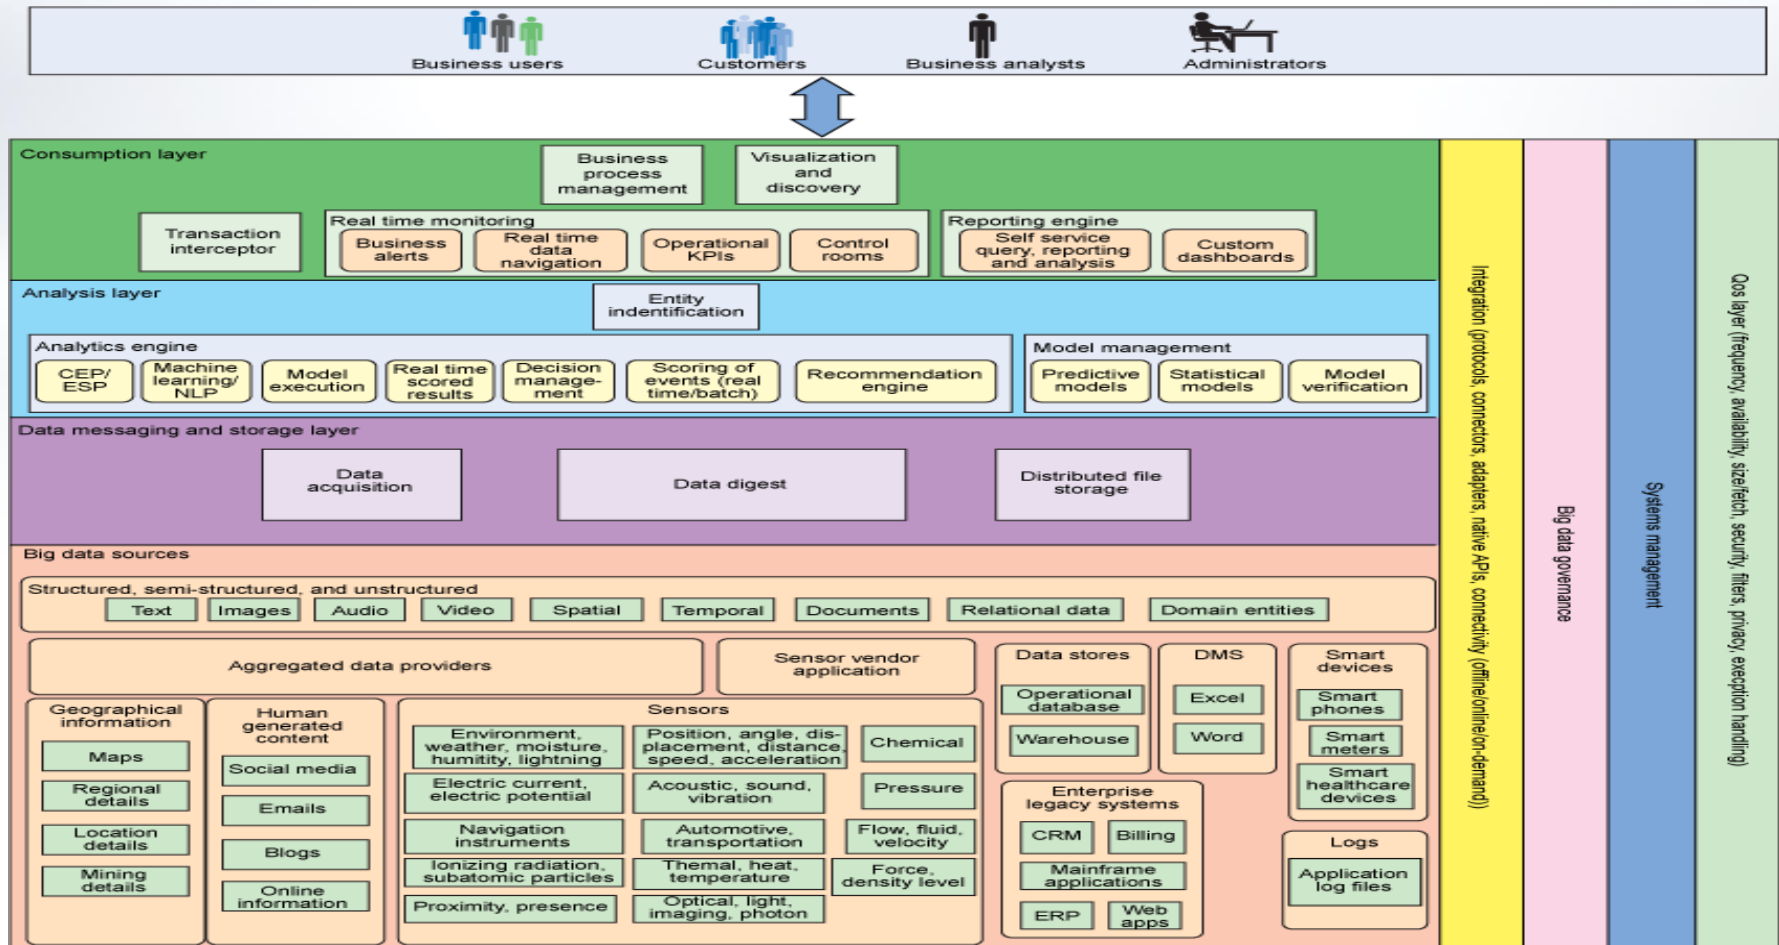 Business users
Customers
Business analysts
Administrators
Consumption layer
Business
process
management
Visualization
and
discovery
Transaction
interceptor
Real time monitoring
Business
alerts
Real time
data
navigation
Operational
KPIs
Control
rooms
Reporting engine
Self service
query, reporting
and analysis
Custom
dashboards
Analysis layer
Entity
indentification
Analytics engine
CEP/
ESP
Machine
learning/
NLP
Model
execution
Real time
scored
results
Decision
manage-
ment
Scoring of
events (real
time/batch)
Recommendation
engine
Model management
Predictive
models
Statistical
models
Model
verification
Data messaging and storage layer
Data
acquisition
Data digest
Distributed file
storage
Big data sources
Structured, semi-structured, and unstructured
Text
Images
Audio
Video
Spatial
Temporal
Documents
Relational data
Domain entities
Aggregated data providers
Sensor vendor
application
Geographical
information
Maps
Regional
details
Location
details
Mining
details
Human
generated
content
Social media
Emails
Blogs
Online
information
Sensors
Environment,
weather, moisture,
humitity, lightning
Position, angle, dis-
placement, distance,
speed, acceleration
Chemical
Electric current,
electric potential
Acoustic, sound,
vibration
Pressure
Navigation
instruments
Automotive,
transportation
Flow, fluid,
velocity
Ionizing radiation,
subatomic particles
Themal, heat,
temperature
Force,
density level
Proximity, presence
Optical, light,
imaging, photon
Data stores
Operational
database
Warehouse
DMS
Excel
Word
Smart
devices
Smart
phones
Smart
meters
Smart
healthcare
devices
Enterprise
legacy systems
CRM
Billing
Mainframe
applications
ERP
Web
apps
Logs
Application
log files
Integration (protocols, connectors, adapters, native APIs, connectivity (offline/online/on-demand))
Big data governance
Systems management
Qos layer (frequency, availability, size/fetch, security, filters, privacy, exeoption handling)